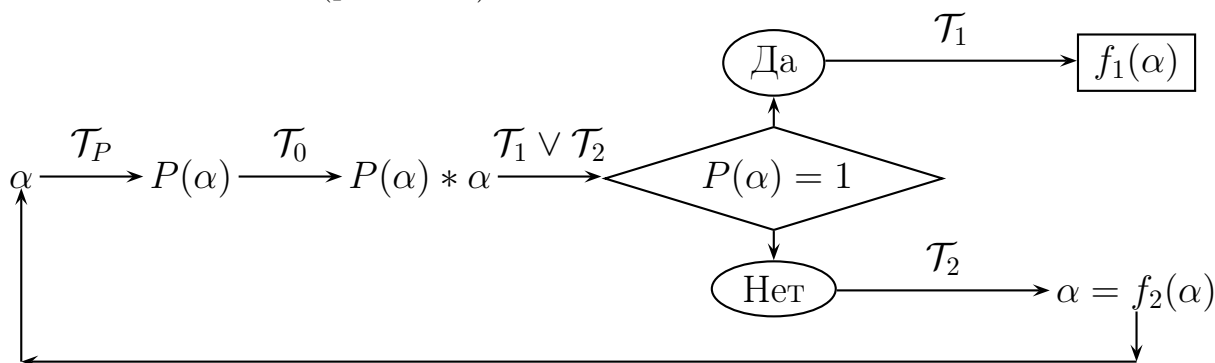 Да
𝒯₁
f₁(α)
α
𝒯_P
P(α)
𝒯₀
P(α) ∗ α
𝒯₁ ∨ 𝒯₂
P(α) = 1
Нет
𝒯₂
α = f₂(α)